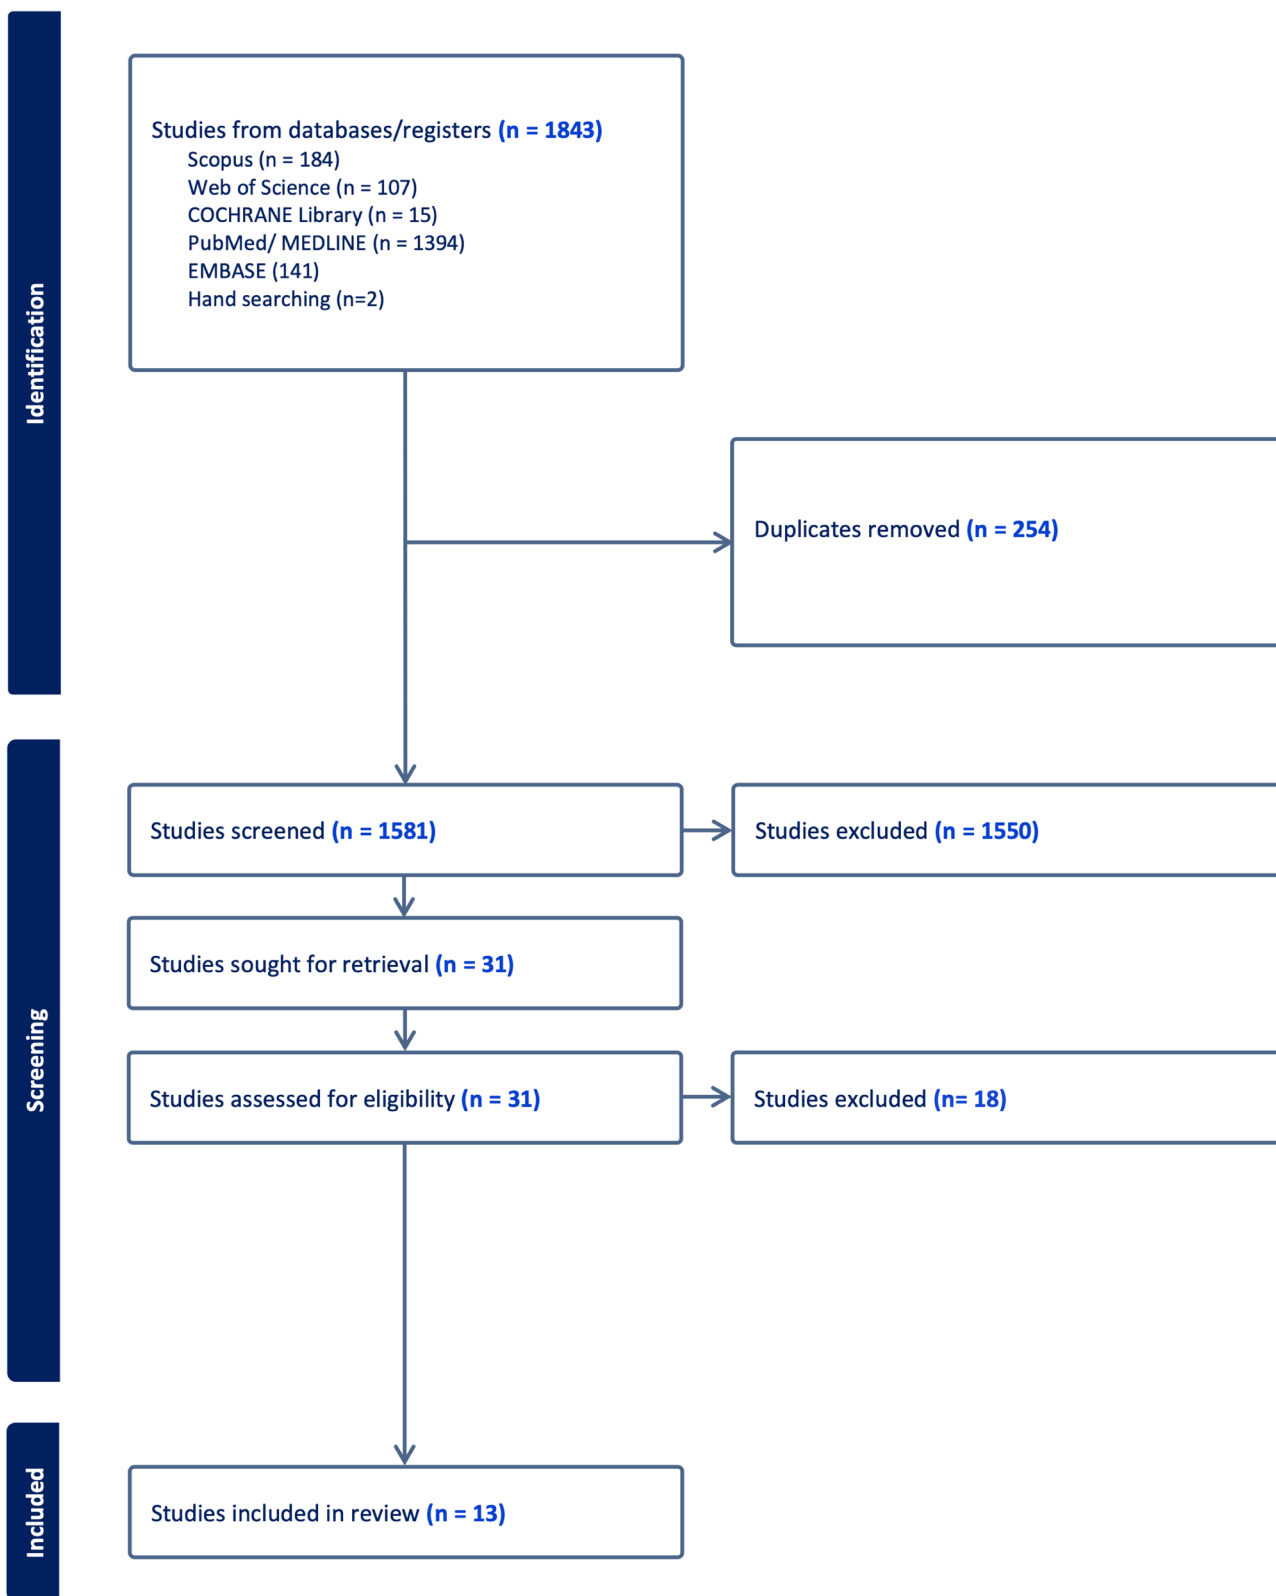 Identification
Studies from databases/registers (n = 1843)
Scopus (n = 184)
Web of Science (n = 107)
COCHRANE Library (n = 15)
PubMed/ MEDLINE (n = 1394)
EMBASE (141)
Hand searching (n=2)
Duplicates removed (n = 254)
Screening
Studies screened (n = 1581)
Studies excluded (n = 1550)
Studies sought for retrieval (n = 31)
Studies assessed for eligibility (n = 31)
Studies excluded (n= 18)
Included
Studies included in review (n = 13)